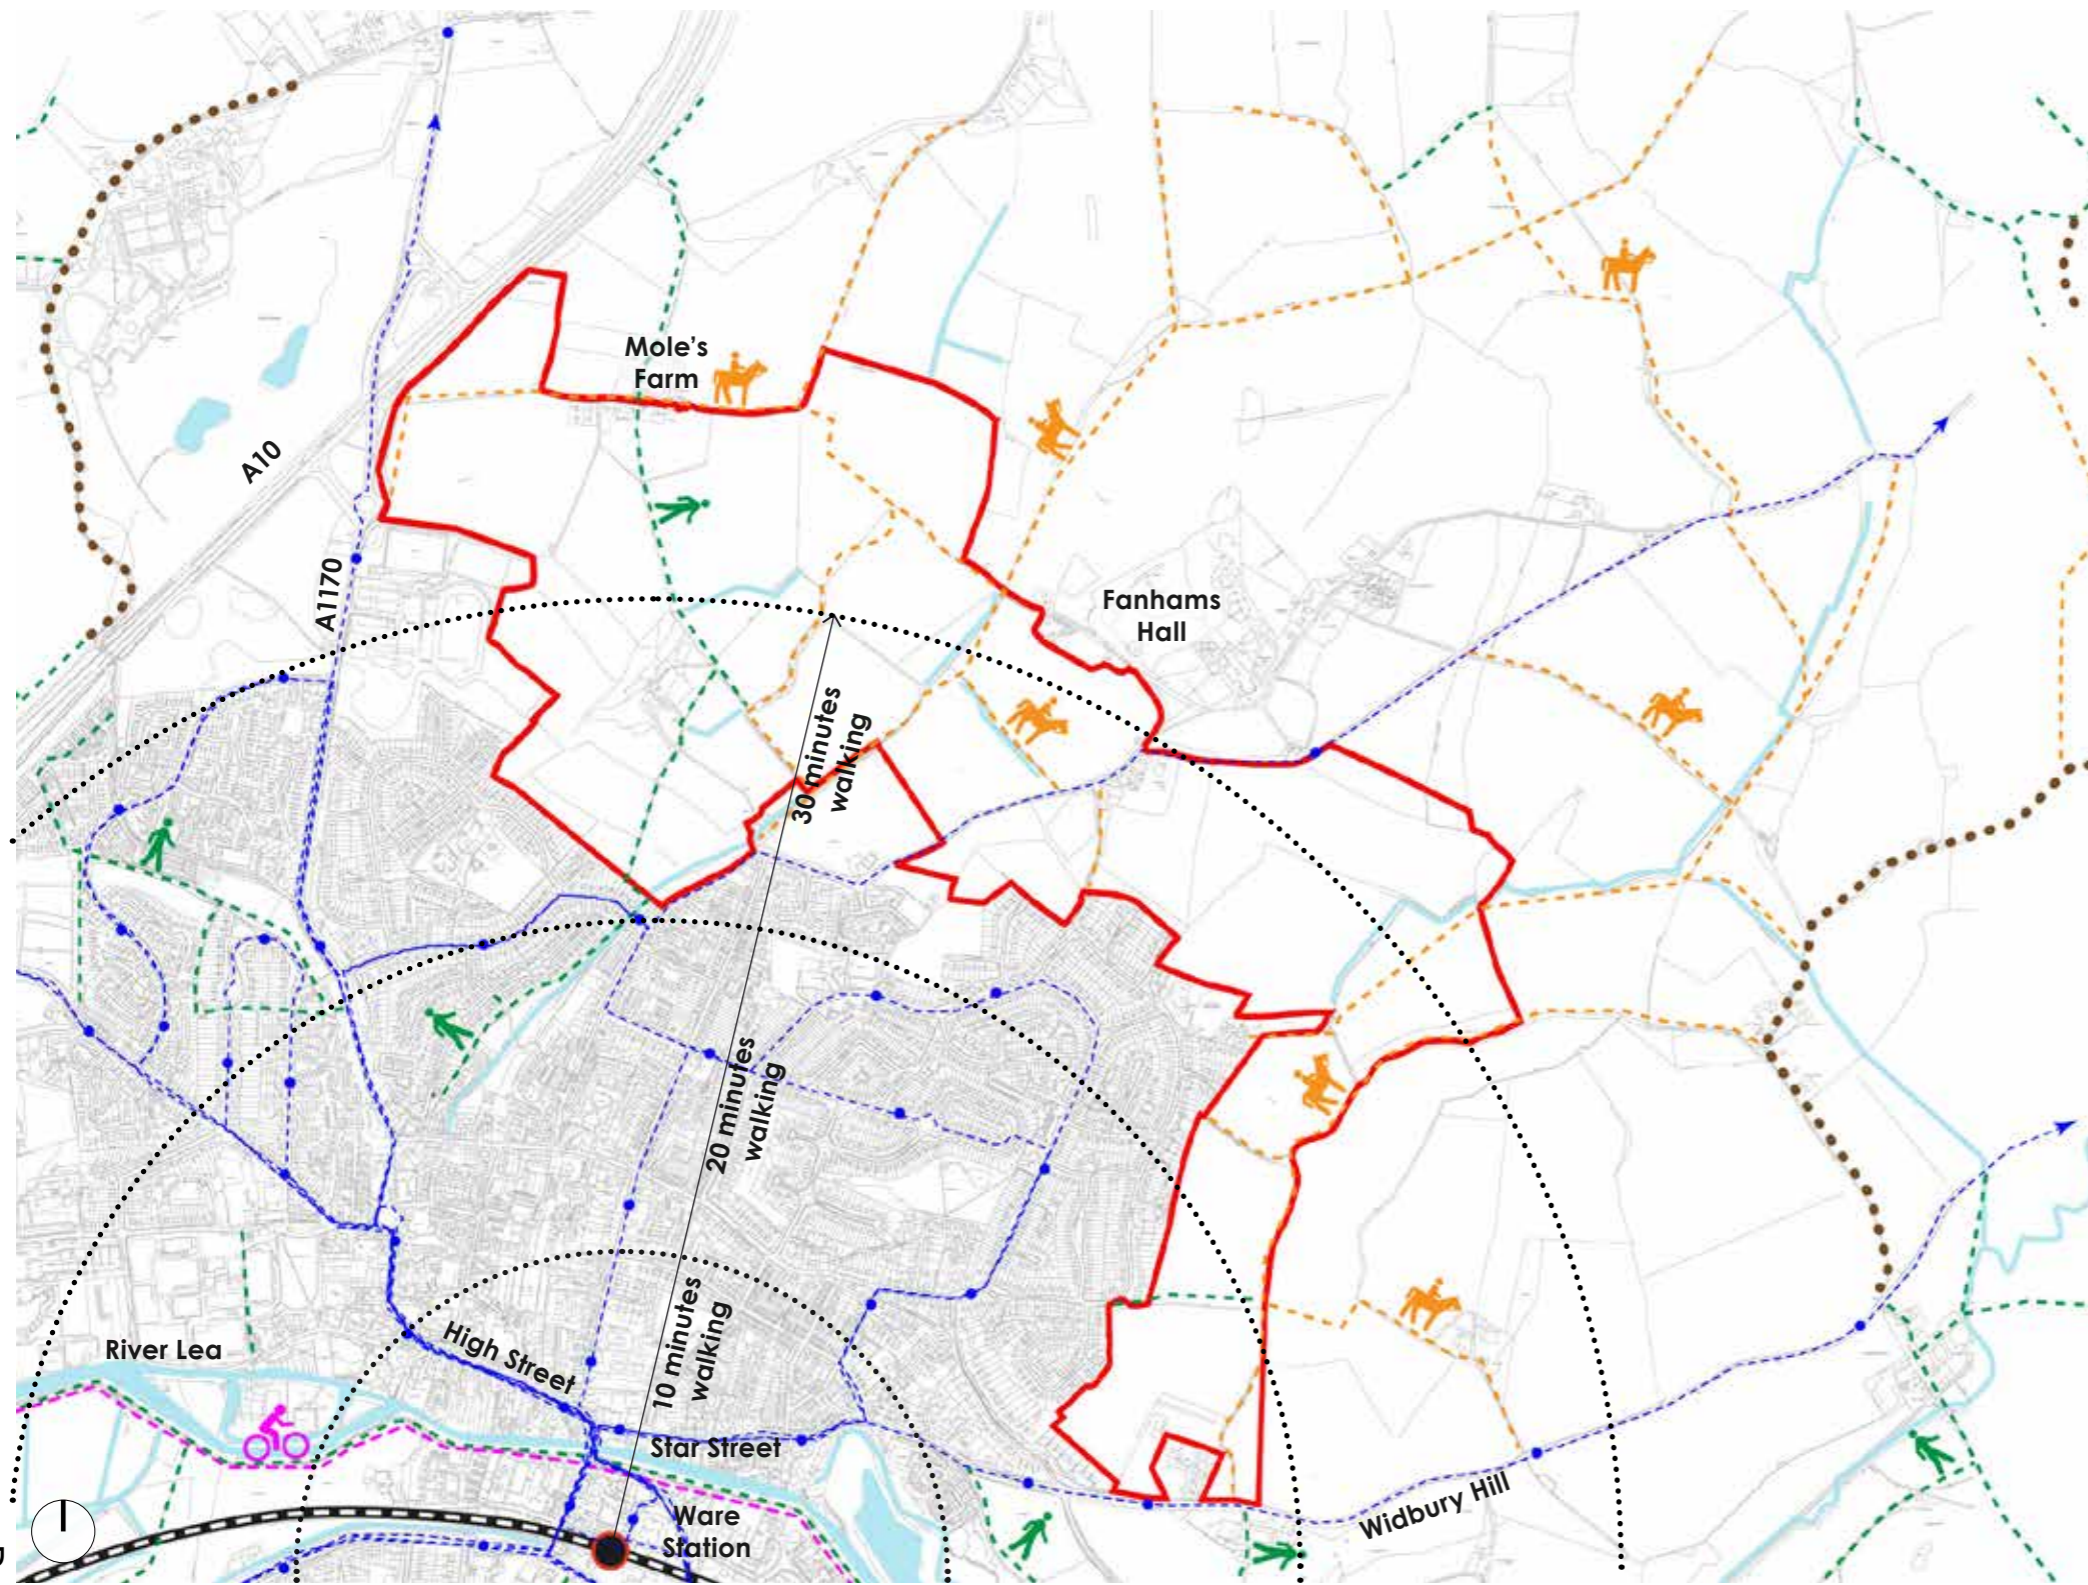 Mole's
Farm
A10
A1170
Fanhams
Hall
30 minutes
walking
20 minutes
walking
10 minutes
walking
River Lea
High Street
Star Street
Ware
Station
Widbury Hill